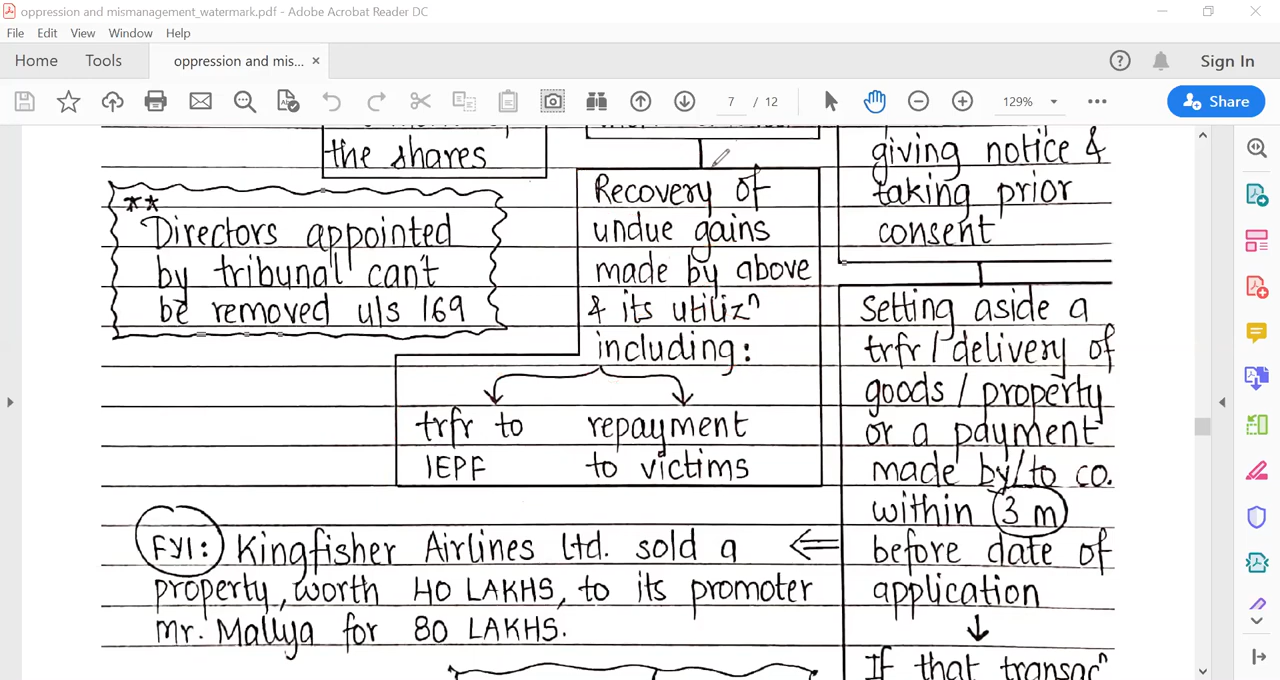 oppression and mismanagement_watermark.pdf - Adobe Acrobat Reader DC
File Edit View Window Help
Home Tools oppression and mis... × Sign In
7 / 12 129% Share
the shares
giving notice &
taking prior
consent
**
Directors appointed
by tribunal can't
be removed u/s 169
Recovery of
undue gains
made by above
& its utilizⁿ
including:
trfr to
IEPF
repayment
to victims
Setting aside a
trfr / delivery of
goods / property
or a payment
made by/to co.
within 3 m
before date of
application
If that transacⁿ
FYI: Kingfisher Airlines Ltd. sold a
property, worth 40 LAKHS, to its promoter
Mr. Mallya for 80 LAKHS.